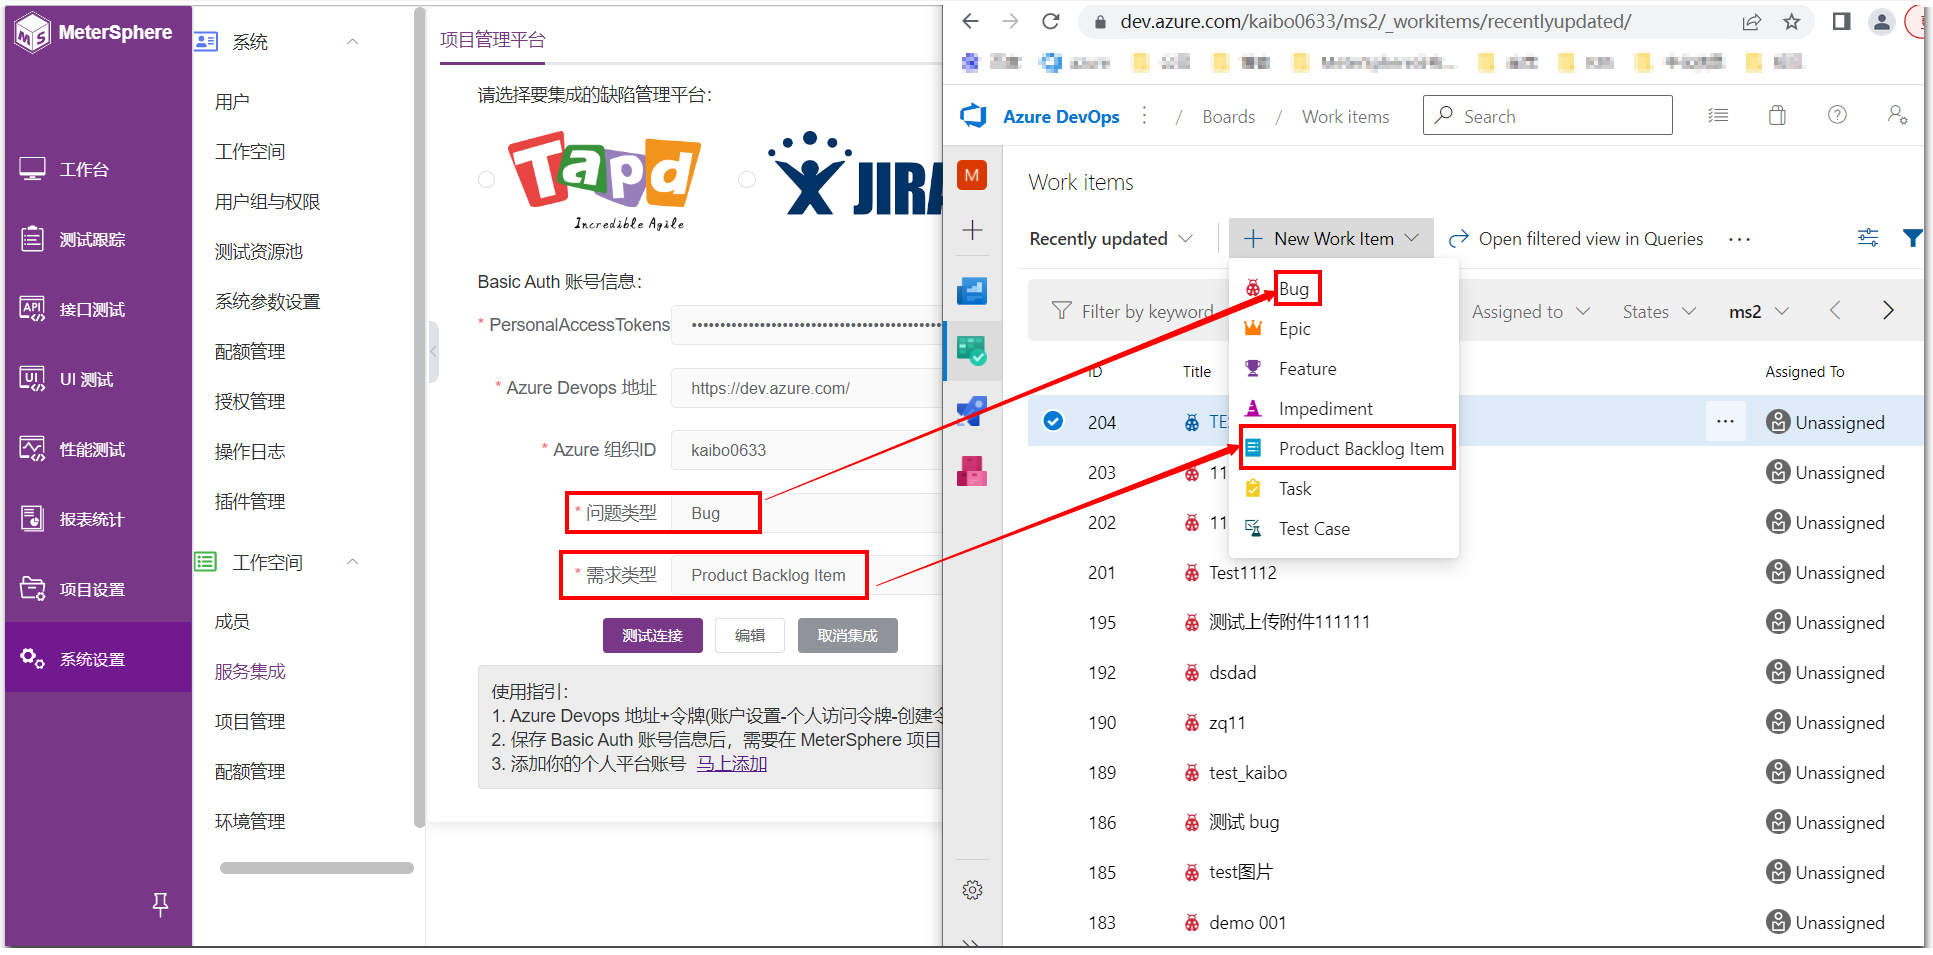 MeterSphere
工作台
测试跟踪
接口测试
UI 测试
性能测试
报表统计
项目设置
系统设置
系统
用户
工作空间
用户组与权限
测试资源池
系统参数设置
配额管理
授权管理
操作日志
插件管理
工作空间
成员
服务集成
项目管理
配额管理
环境管理
项目管理平台
请选择要集成的缺陷管理平台：
Tapd
Incredible Agile
JIRA
Basic Auth 账号信息：
* PersonalAccessTokens
* Azure Devops 地址 https://dev.azure.com/
* Azure 组织ID kaibo0633
* 问题类型 Bug
* 需求类型 Product Backlog Item
测试连接 编辑 取消集成
使用指引：
1. Azure Devops 地址+令牌(账户设置-个人访问令牌-创建令
2. 保存 Basic Auth 账号信息后，需要在 MeterSphere 项目
3. 添加你的个人平台账号 马上添加
dev.azure.com/kaibo0633/ms2/_workitems/recentlyupdated/
Azure DevOps / Boards / Work items Search
M
Work items
Recently updated New Work Item Open filtered view in Queries
Filter by keyword Assigned to States ms2
Bug
Epic
Feature
Impediment
Product Backlog Item
Task
Test Case
ID Title Assigned To
204 TE Unassigned
203 11 Unassigned
202 11 Unassigned
201 Test1112 Unassigned
195 测试上传附件111111 Unassigned
192 dsdad Unassigned
190 zq11 Unassigned
189 test_kaibo Unassigned
186 测试 bug Unassigned
185 test图片 Unassigned
183 demo 001 Unassigned